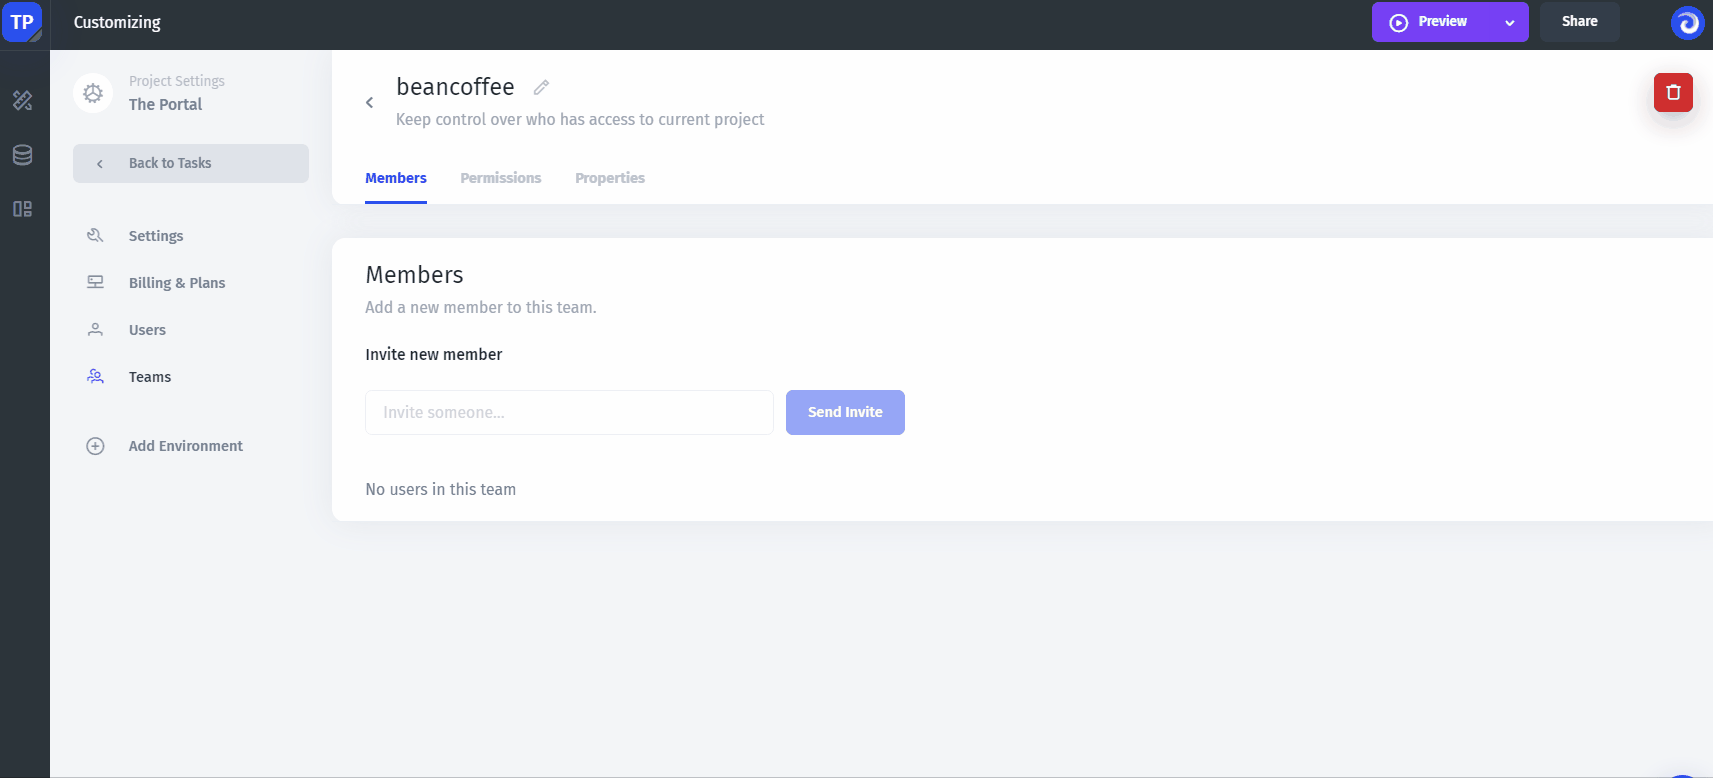 TP
Customizing
Preview
Share
Project Settings
The Portal
Back to Tasks
Settings
Billing & Plans
Users
Teams
Add Environment
beancoffee
Keep control over who has access to current project
Members
Permissions
Properties
Members
Add a new member to this team.
Invite new member
Invite someone...
Send Invite
No users in this team